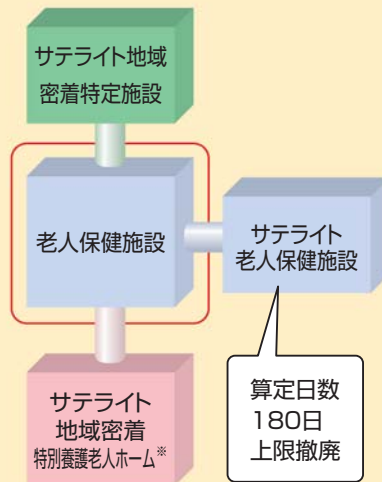 サテライト地域
密着特定施設
老人保健施設
サテライト
老人保健施設
サテライト
地域密着
特別養護老人ホーム※
算定日数
180日
上限撤廃